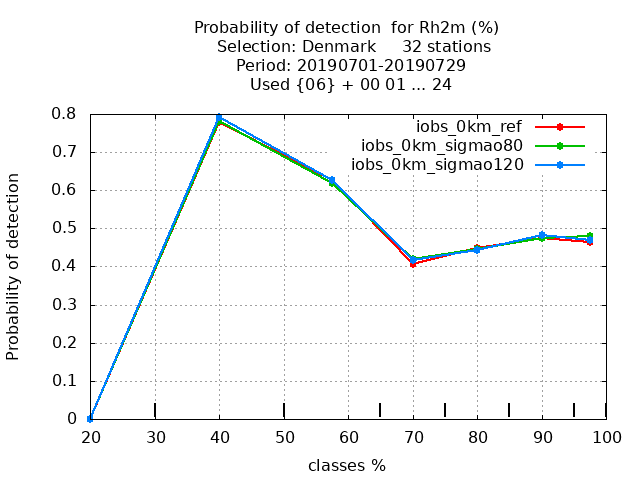 Probability of detection for Rh2m (%)
Selection: Denmark 32 stations
Period: 20190701-20190729
Used {06} + 00 01 ... 24
iobs_0km_ref
iobs_0km_sigmao80
iobs_0km_sigmao120
Probability of detection
0.8
0.7
0.6
0.5
0.4
0.3
0.2
0.1
0
20 30 40 50 60 70 80 90 100
classes %